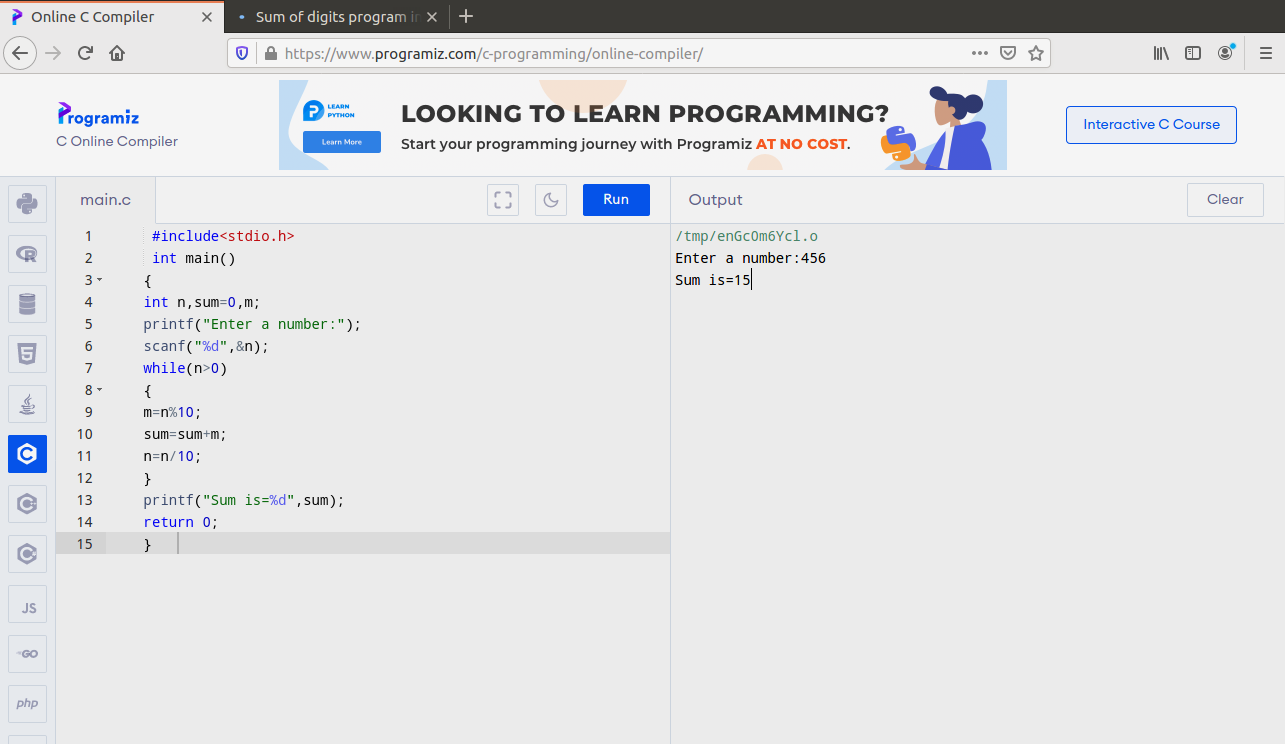 Online C Compiler
Sum of digits program in
https://www.programiz.com/c-programming/online-compiler/
Programiz
C Online Compiler
LEARN
PYTHON
Learn More
LOOKING TO LEARN PROGRAMMING?
Start your programming journey with Programiz AT NO COST.
Interactive C Course
main.c
Run
Output
Clear
1 #include<stdio.h>
2 int main()
3 {
4 int n,sum=0,m;
5 printf("Enter a number:");
6 scanf("%d",&n);
7 while(n>0)
8 {
9 m=n%10;
10 sum=sum+m;
11 n=n/10;
12 }
13 printf("Sum is=%d",sum);
14 return 0;
15 }
/tmp/enGcOm6Ycl.o
Enter a number:456
Sum is=15
R
5
C
C
C
JS
GO
php